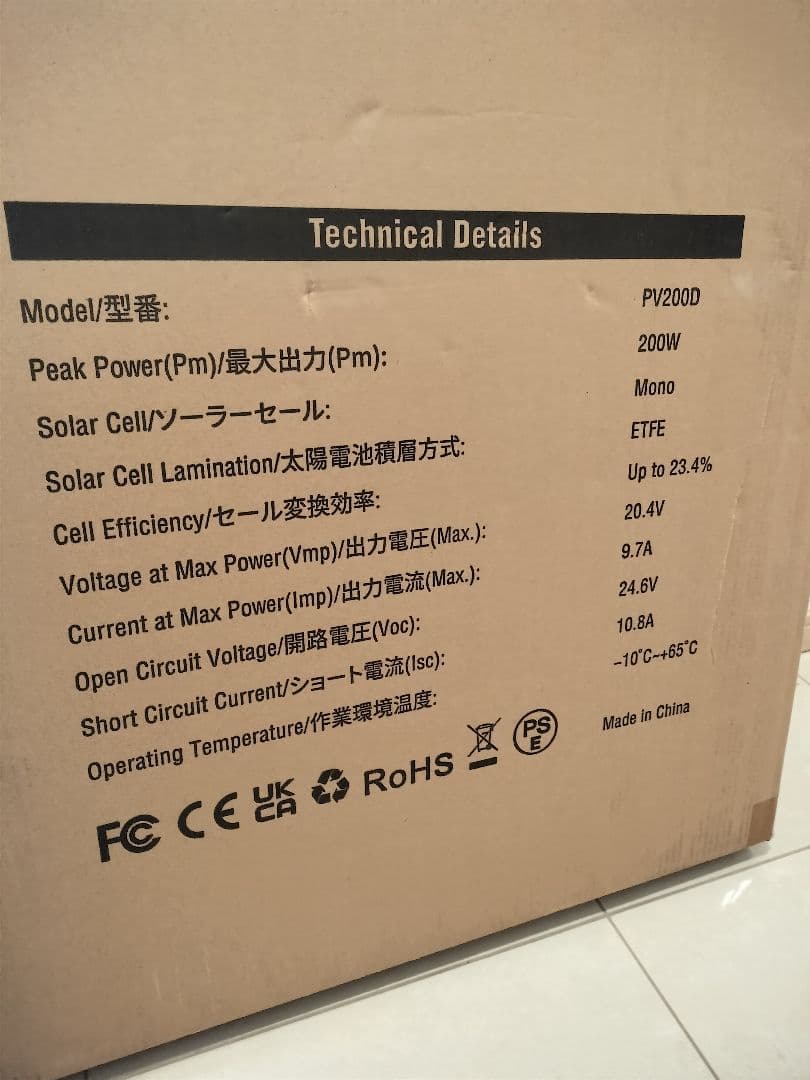 Technical Details
Model/型番: PV200D
Peak Power(Pm)/最大出力(Pm): 200W
Solar Cell/ソーラーセール: Mono
Solar Cell Lamination/太陽電池積層方式: ETFE
Cell Efficiency/セール変換効率: Up to 23.4%
Voltage at Max Power(Vmp)/出力電圧(Max.): 20.4V
Current at Max Power(Imp)/出力電流(Max.): 9.7A
Open Circuit Voltage/開路電圧(Voc): 24.6V
Short Circuit Current/ショート電流(Isc): 10.8A
Operating Temperature/作業環境温度: −10°C~+65°C
FC CE UK CA RoHS PS E Made in China